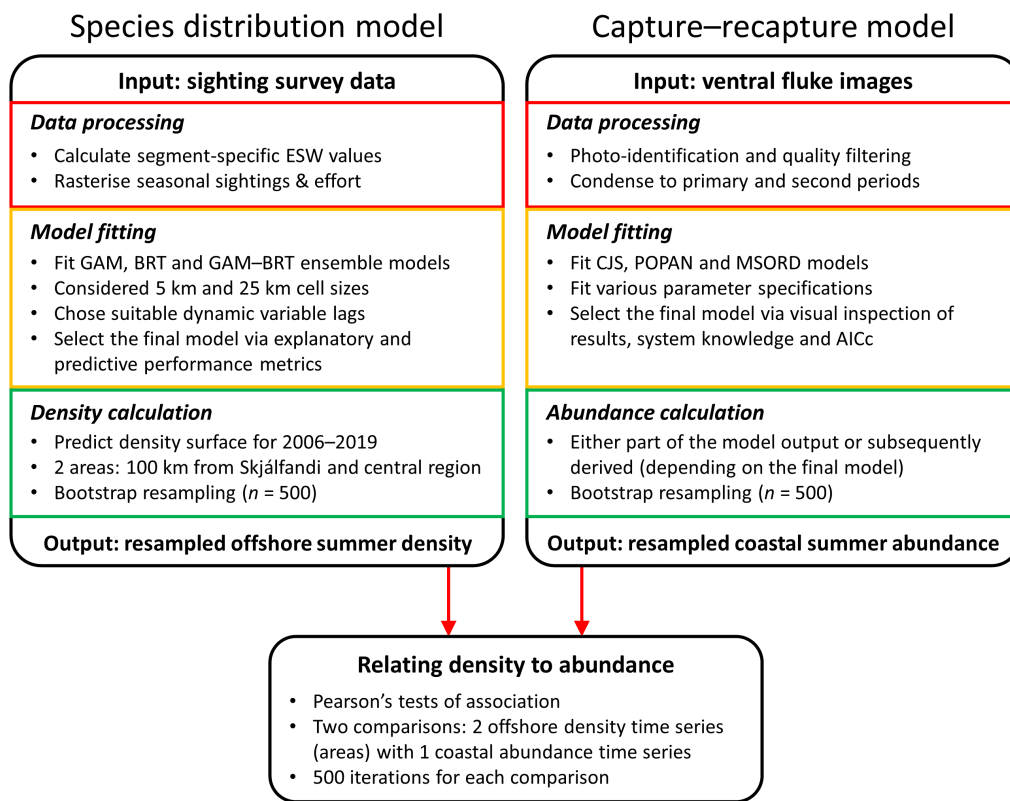 Species distribution model
Input: sighting survey data
Data processing
• Calculate segment-specific ESW values
• Rasterise seasonal sightings & effort
Model fitting
• Fit GAM, BRT and GAM–BRT ensemble models
• Considered 5 km and 25 km cell sizes
• Chose suitable dynamic variable lags
• Select the final model via explanatory and
predictive performance metrics
Density calculation
• Predict density surface for 2006–2019
• 2 areas: 100 km from Skjálfandi and central region
• Bootstrap resampling (n = 500)
Output: resampled offshore summer density
Capture–recapture model
Input: ventral fluke images
Data processing
• Photo-identification and quality filtering
• Condense to primary and second periods
Model fitting
• Fit CJS, POPAN and MSORD models
• Fit various parameter specifications
• Select the final model via visual inspection of
results, system knowledge and AICc
Abundance calculation
• Either part of the model output or subsequently
derived (depending on the final model)
• Bootstrap resampling (n = 500)
Output: resampled coastal summer abundance
Relating density to abundance
• Pearson’s tests of association
• Two comparisons: 2 offshore density time series
(areas) with 1 coastal abundance time series
• 500 iterations for each comparison